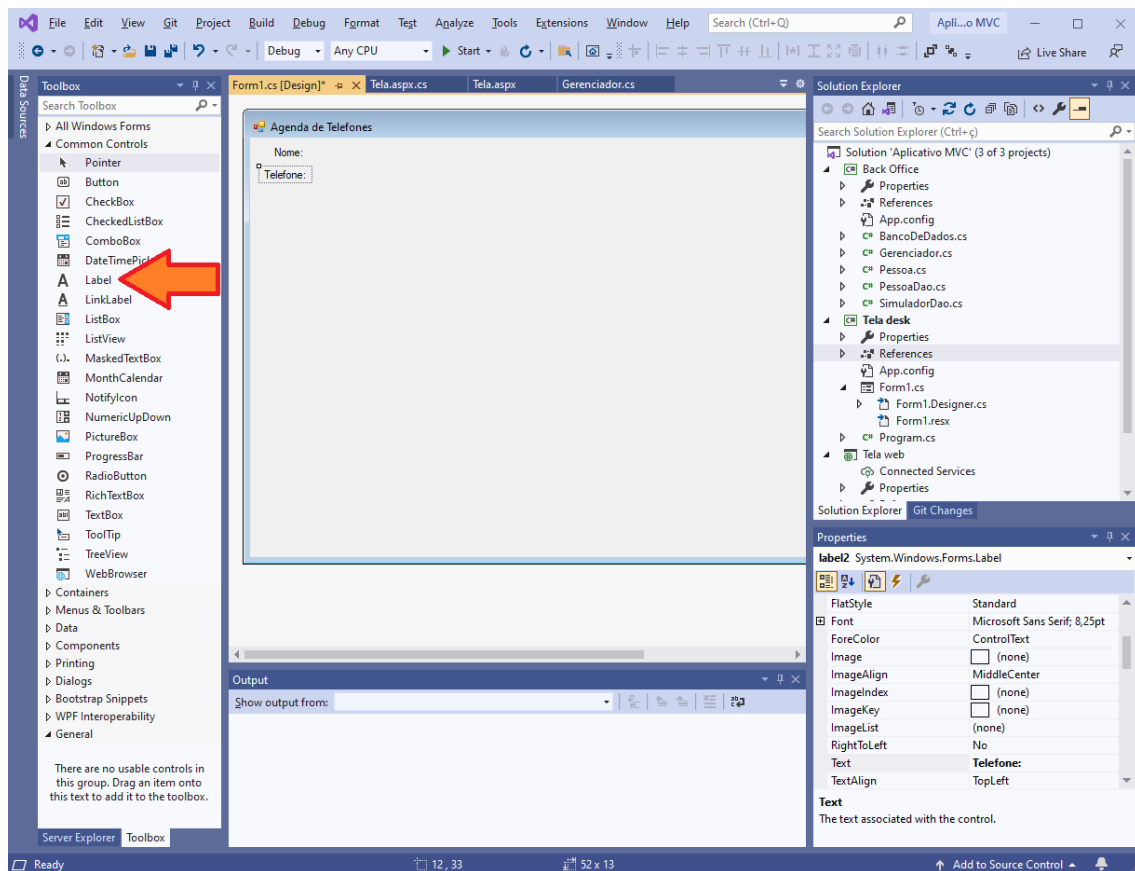 File Edit View Git Project Build Debug Format Test Analyze Tools Extensions Window Help Search (Ctrl+Q) Apli...o MVC
Debug Any CPU Start Live Share
Data Sources
Toolbox
Search Toolbox
All Windows Forms
Common Controls
Pointer
Button
CheckBox
CheckedListBox
ComboBox
Label
LinkLabel
ListBox
ListView
MaskedTextBox
MonthCalendar
NotifyIcon
NumericUpDown
PictureBox
ProgressBar
RadioButton
RichTextBox
TextBox
ToolTip
TreeView
WebBrowser
Containers
Menus & Toolbars
Data
Components
Printing
Dialogs
Bootstrap Snippets
WPF Interoperability
General
There are no usable controls in
this group. Drag an item onto
this text to add it to the toolbox.
Server Explorer Toolbox
Form1.cs [Design]* Tela.aspx.cs Tela.aspx Gerenciador.cs
Agenda de Telefones
Nome:
Telefone:
Output
Show output from:
Solution Explorer
Search Solution Explorer (Ctrl+ç)
Solution 'Aplicativo MVC' (3 of 3 projects)
Back Office
Properties
References
App.config
BancoDeDados.cs
Gerenciador.cs
Pessoa.cs
PessoaDao.cs
SimuladorDao.cs
Tela desk
Properties
References
App.config
Form1.cs
Form1.Designer.cs
Form1.resx
Program.cs
Tela web
Connected Services
Properties
Solution Explorer Git Changes
Properties
label2 System.Windows.Forms.Label
FlatStyle Standard
Font Microsoft Sans Serif; 8,25pt
ForeColor ControlText
Image (none)
ImageAlign MiddleCenter
ImageIndex (none)
ImageKey (none)
ImageList (none)
RightToLeft No
Text Telefone:
TextAlign TopLeft
Text
The text associated with the control.
Ready 12 , 33 52 x 13 Add to Source Control